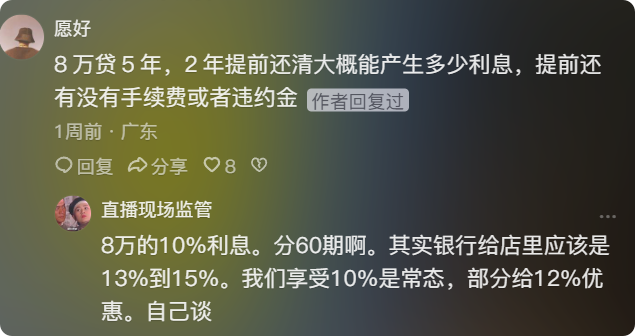 愿好
8万贷5年，2年提前还清大概能产生多少利息，提前还
有没有手续费或者违约金 作者回复过
1周前 · 广东
回复 分享 8
直播现场监管
8万的10%利息。分60期啊。其实银行给店里应该是
13%到15%。我们享受10%是常态，部分给12%优
惠。自己谈